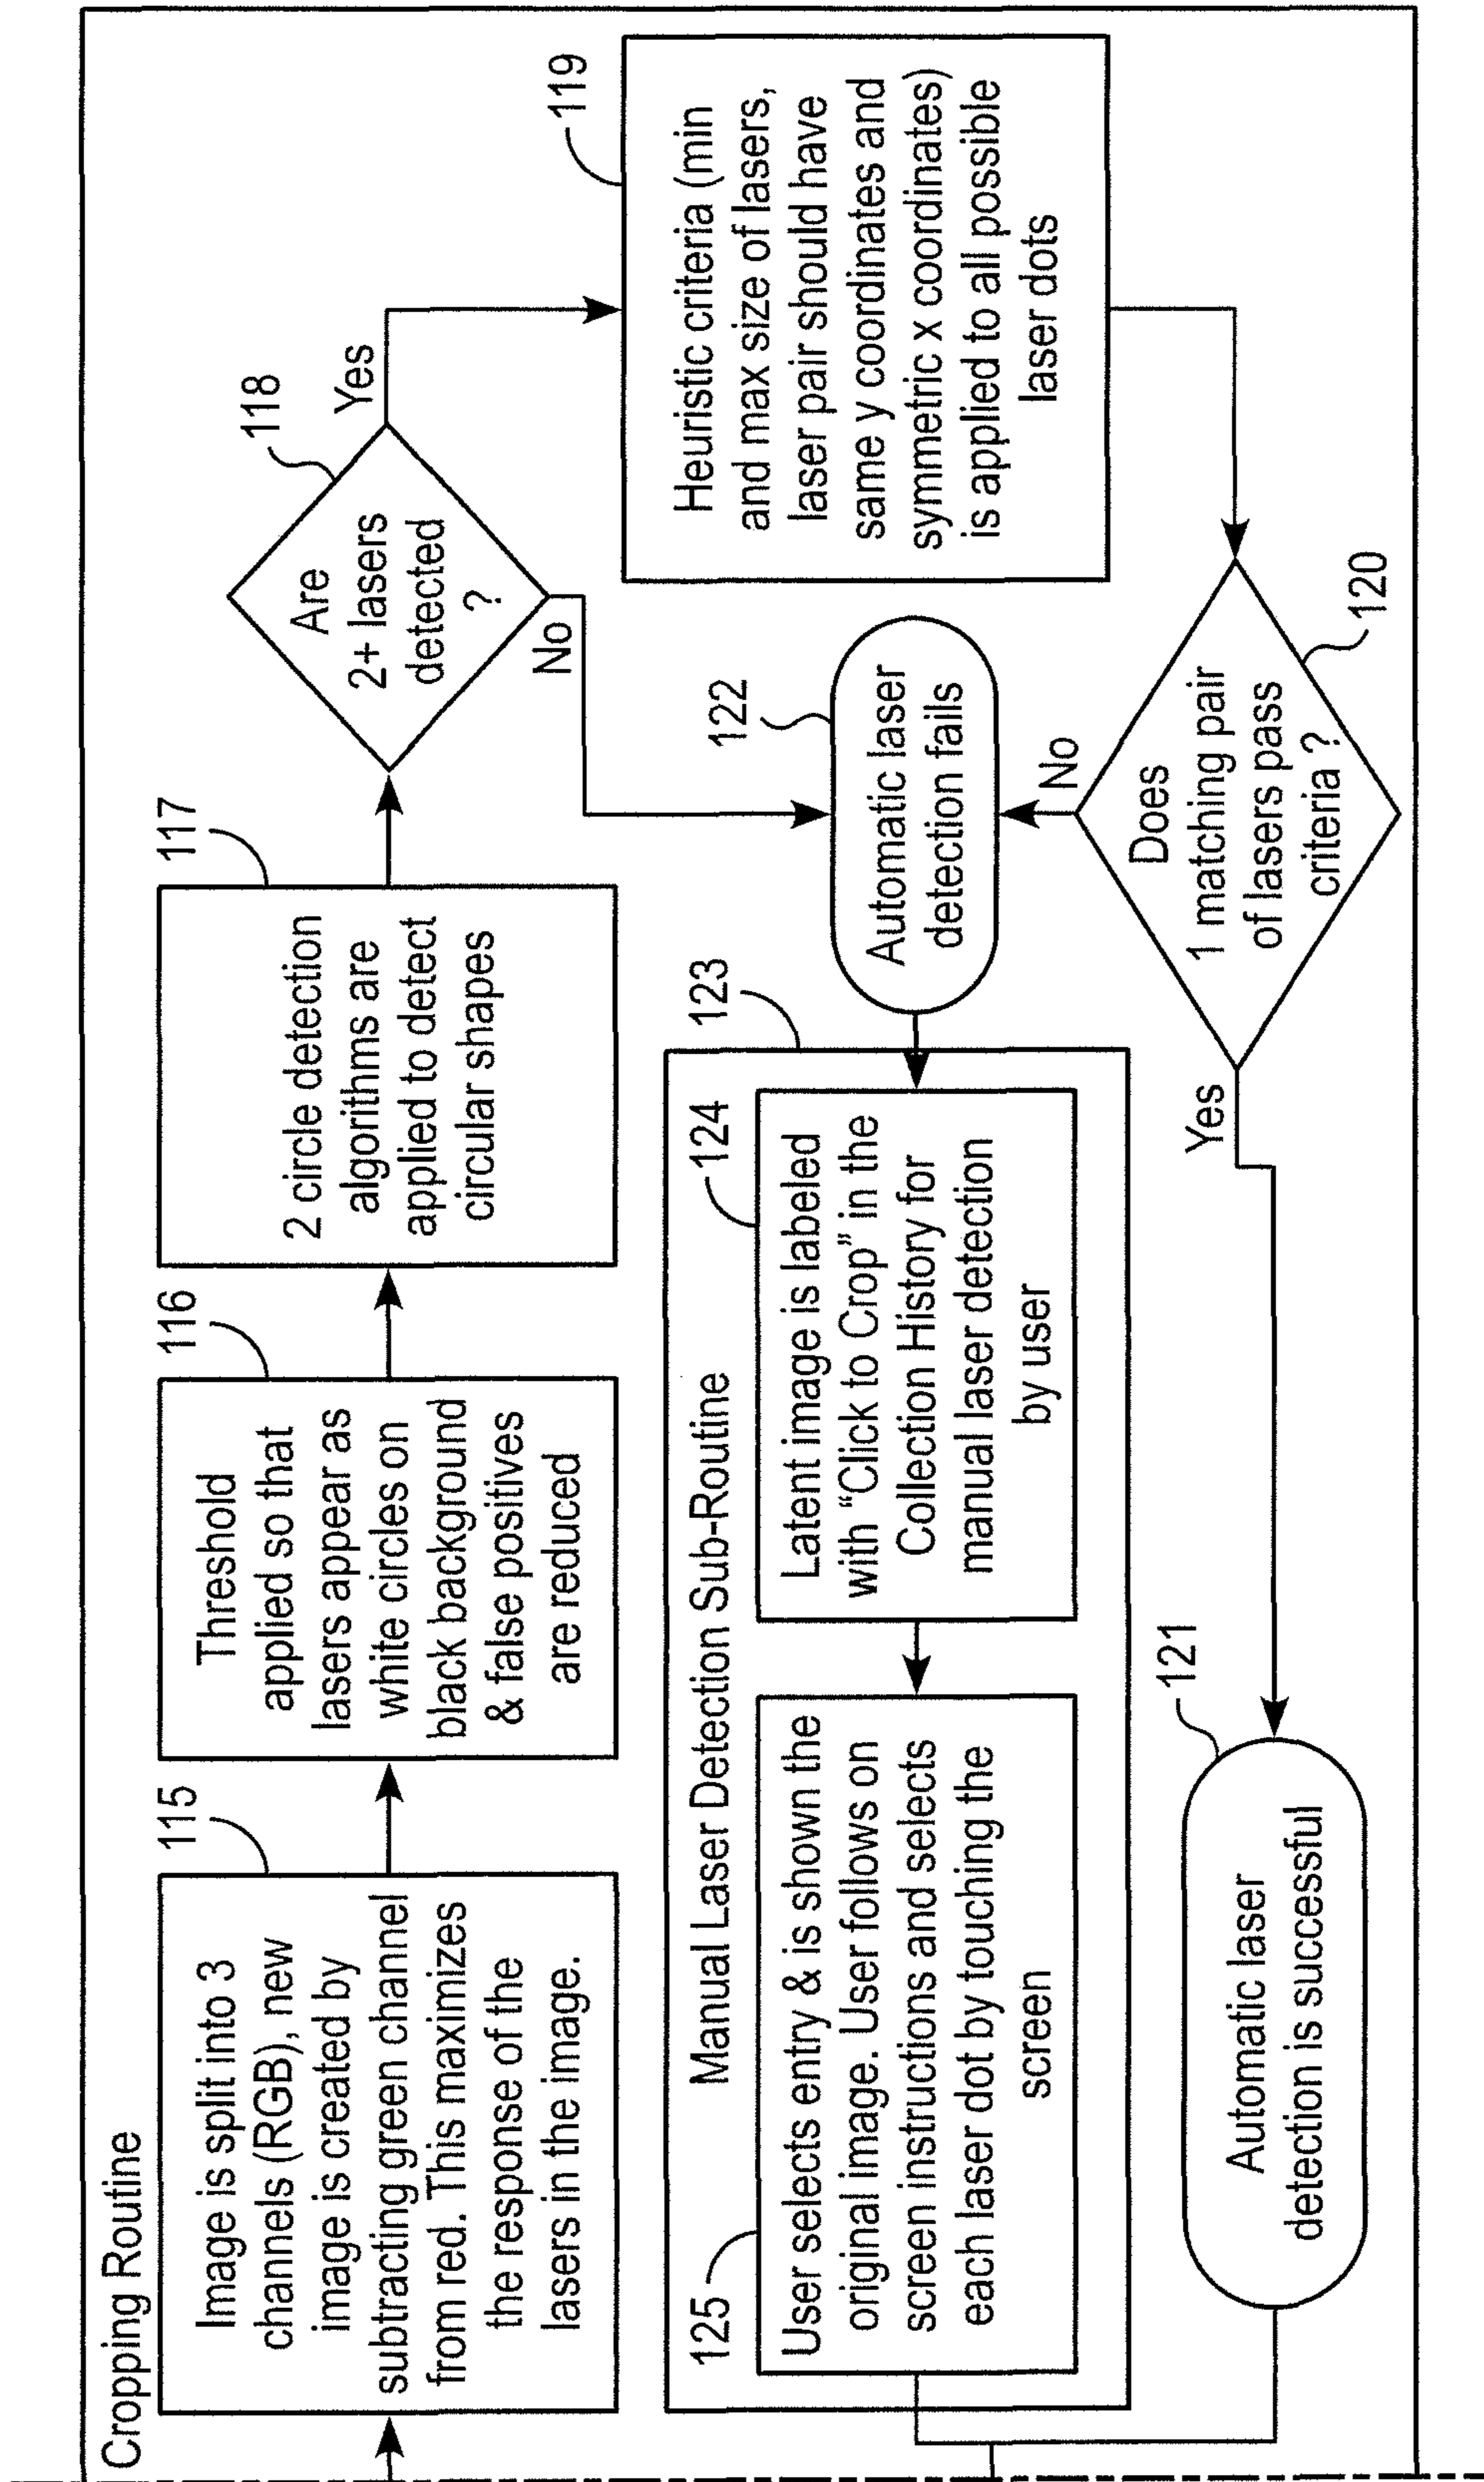 Cropping Routine
115
Image is split into 3
channels (RGB), new
image is created by
subtracting green channel
from red. This maximizes
the response of the
lasers in the image.
116
Threshold
applied so that
lasers appear as
white circles on
black background
& false positives
are reduced
117
2 circle detection
algorithms are
applied to detect
circular shapes
118
Are
2+ lasers
detected
?
Yes
No
119
Heuristic criteria (min
and max size of lasers,
laser pair should have
same y coordinates and
symmetric x coordinates)
is applied to all possible
laser dots
120
Does
1 matching pair
of lasers pass
criteria ?
No
Yes
122
Automatic laser
detection fails
123
Manual Laser Detection Sub-Routine
124
Latent image is labeled
with “Click to Crop” in the
Collection History for
manual laser detection
by user
125
User selects entry & is shown the
original image. User follows on
screen instructions and selects
each laser dot by touching the
screen
121
Automatic laser
detection is successful